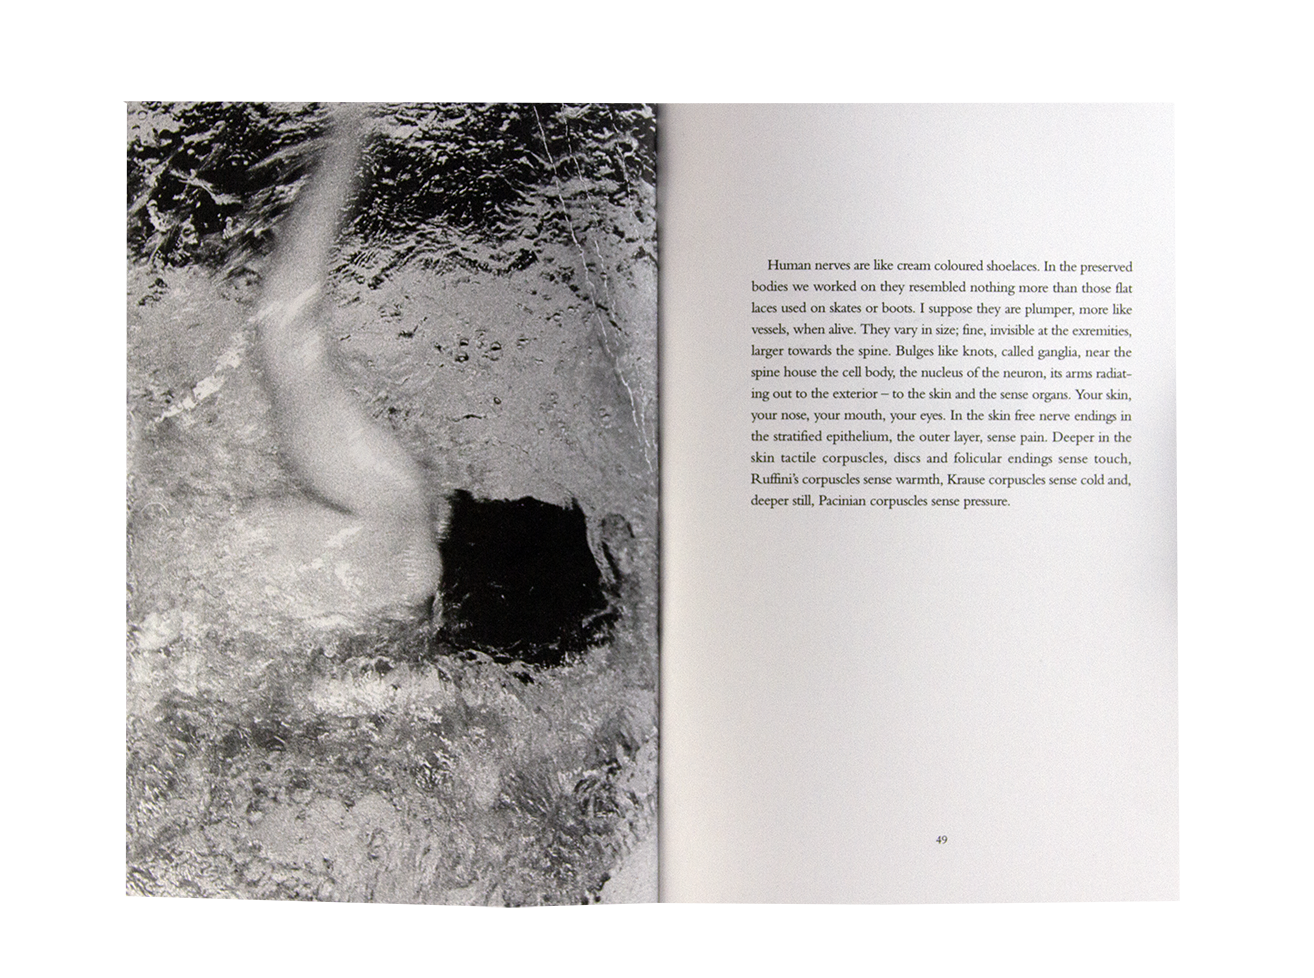 Human nerves are like cream coloured shoelaces. In the preserved
bodies we worked on they resembled nothing more than those flat
laces used on skates or boots. I suppose they are plumper, more like
vessels, when alive. They vary in size; fine, invisible at the exremities,
larger towards the spine. Bulges like knots, called ganglia, near the
spine house the cell body, the nucleus of the neuron, its arms radiat-
ing out to the exterior – to the skin and the sense organs. Your skin,
your nose, your mouth, your eyes. In the skin free nerve endings in
the stratified epithelium, the outer layer, sense pain. Deeper in the
skin tactile corpuscles, discs and folicular endings sense touch,
Ruffini's corpuscles sense warmth, Krause corpuscles sense cold and,
deeper still, Pacinian corpuscles sense pressure.
49